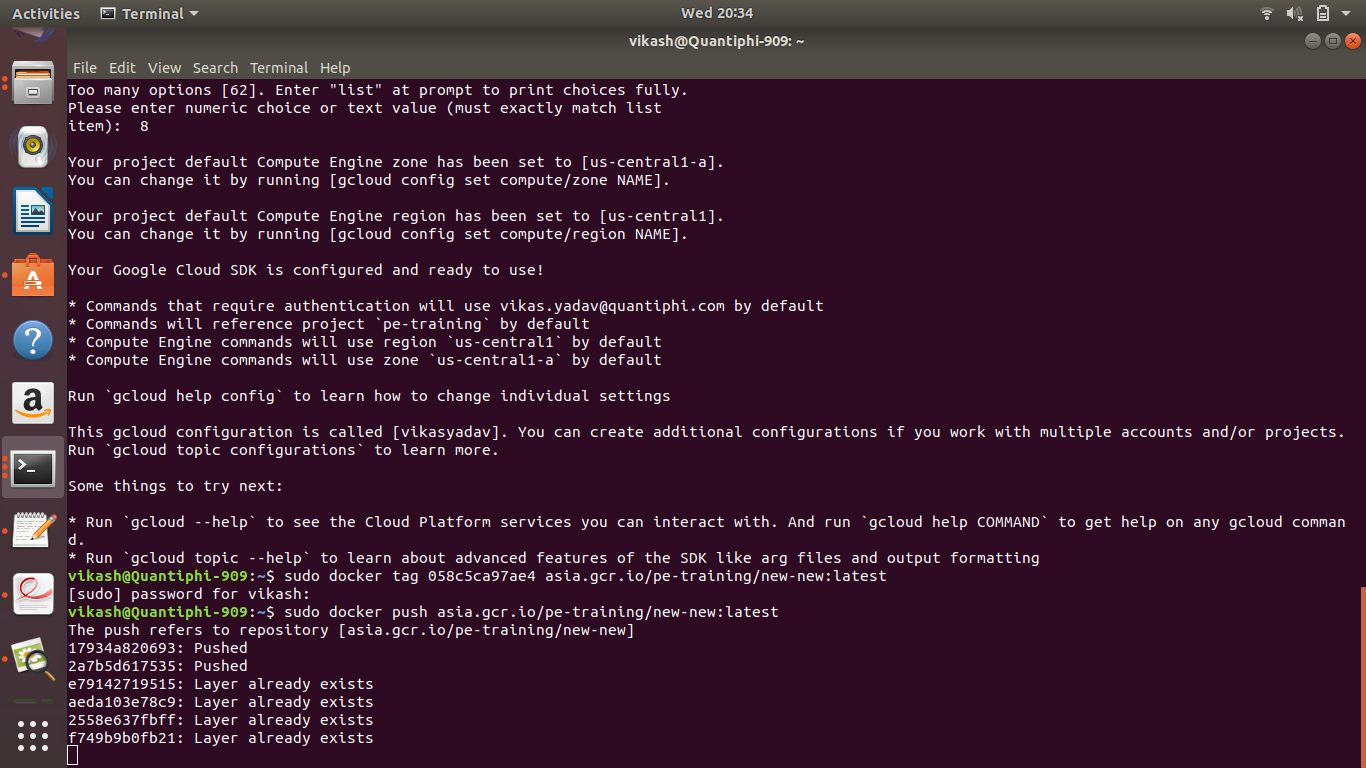 Activities
Terminal
Wed 20:34
vikash@Quantiphi-909: ~
File Edit View Search Terminal Help
Too many options [62]. Enter "list" at prompt to print choices fully.
Please enter numeric choice or text value (must exactly match list
item):  8
Your project default Compute Engine zone has been set to [us-central1-a].
You can change it by running [gcloud config set compute/zone NAME].
Your project default Compute Engine region has been set to [us-central1].
You can change it by running [gcloud config set compute/region NAME].
Your Google Cloud SDK is configured and ready to use!
* Commands that require authentication will use vikas.yadav@quantiphi.com by default
* Commands will reference project `pe-training` by default
* Compute Engine commands will use region `us-central1` by default
* Compute Engine commands will use zone `us-central1-a` by default
Run `gcloud help config` to learn how to change individual settings
This gcloud configuration is called [vikasyadav]. You can create additional configurations if you work with multiple accounts and/or projects.
Run `gcloud topic configurations` to learn more.
Some things to try next:
* Run `gcloud --help` to see the Cloud Platform services you can interact with. And run `gcloud help COMMAND` to get help on any gcloud comman
d.
* Run `gcloud topic --help` to learn about advanced features of the SDK like arg files and output formatting
vikash@Quantiphi-909:~$ sudo docker tag 058c5ca97ae4 asia.gcr.io/pe-training/new-new:latest
[sudo] password for vikash:
vikash@Quantiphi-909:~$ sudo docker push asia.gcr.io/pe-training/new-new:latest
The push refers to repository [asia.gcr.io/pe-training/new-new]
17934a820693: Pushed
2a7b5d617535: Pushed
e79142719515: Layer already exists
aeda103e78c9: Layer already exists
2558e637fbff: Layer already exists
f749b9b0fb21: Layer already exists